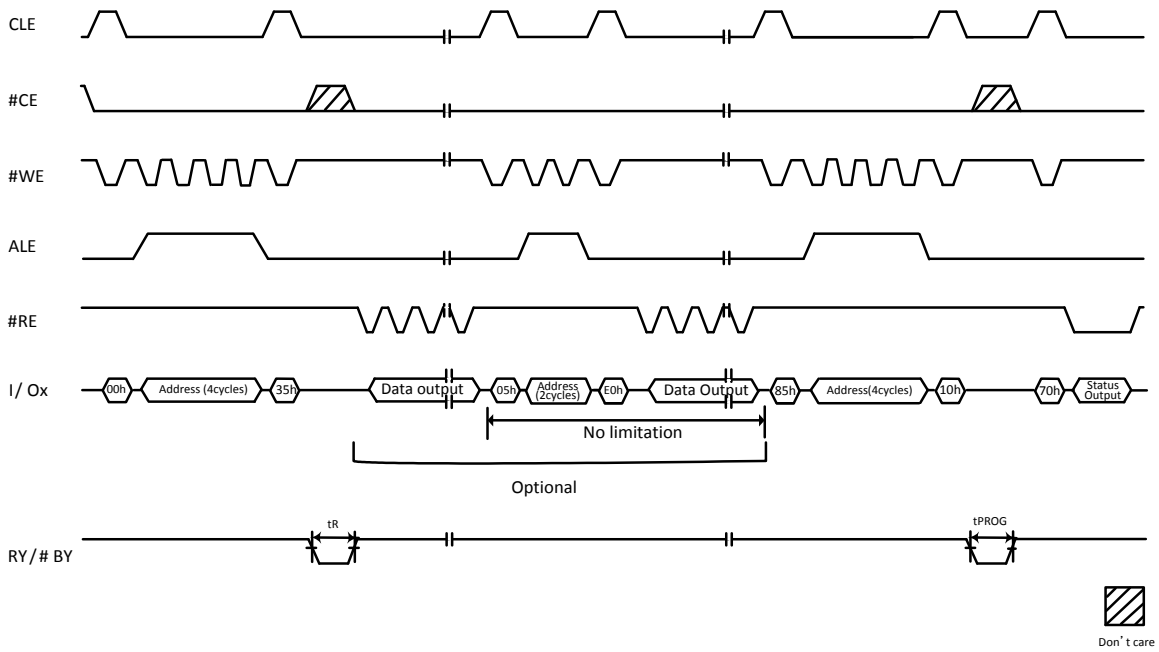 CLE
#CE
#WE
ALE
#RE
I/ Ox
00h
Address (4cycles)
35h
Data output
05h
Address
(2cycles)
E0h
Data Output
85h
Address(4cycles)
10h
70h
Status
Output
No limitation
Optional
tR
tPROG
RY / # BY
Don't care